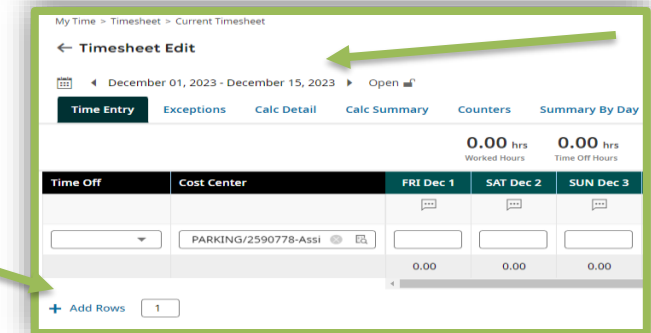 My Time > Timesheet > Current Timesheet
← Timesheet Edit
December 01, 2023 - December 15, 2023 Open
Time Entry Exceptions Calc Detail Calc Summary Counters Summary By Day
0.00 hrs 0.00 hrs
Worked Hours Time Off Hours
Time Off Cost Center FRI Dec 1 SAT Dec 2 SUN Dec 3
PARKING/2590778-Assi
0.00 0.00 0.00
+ Add Rows 1